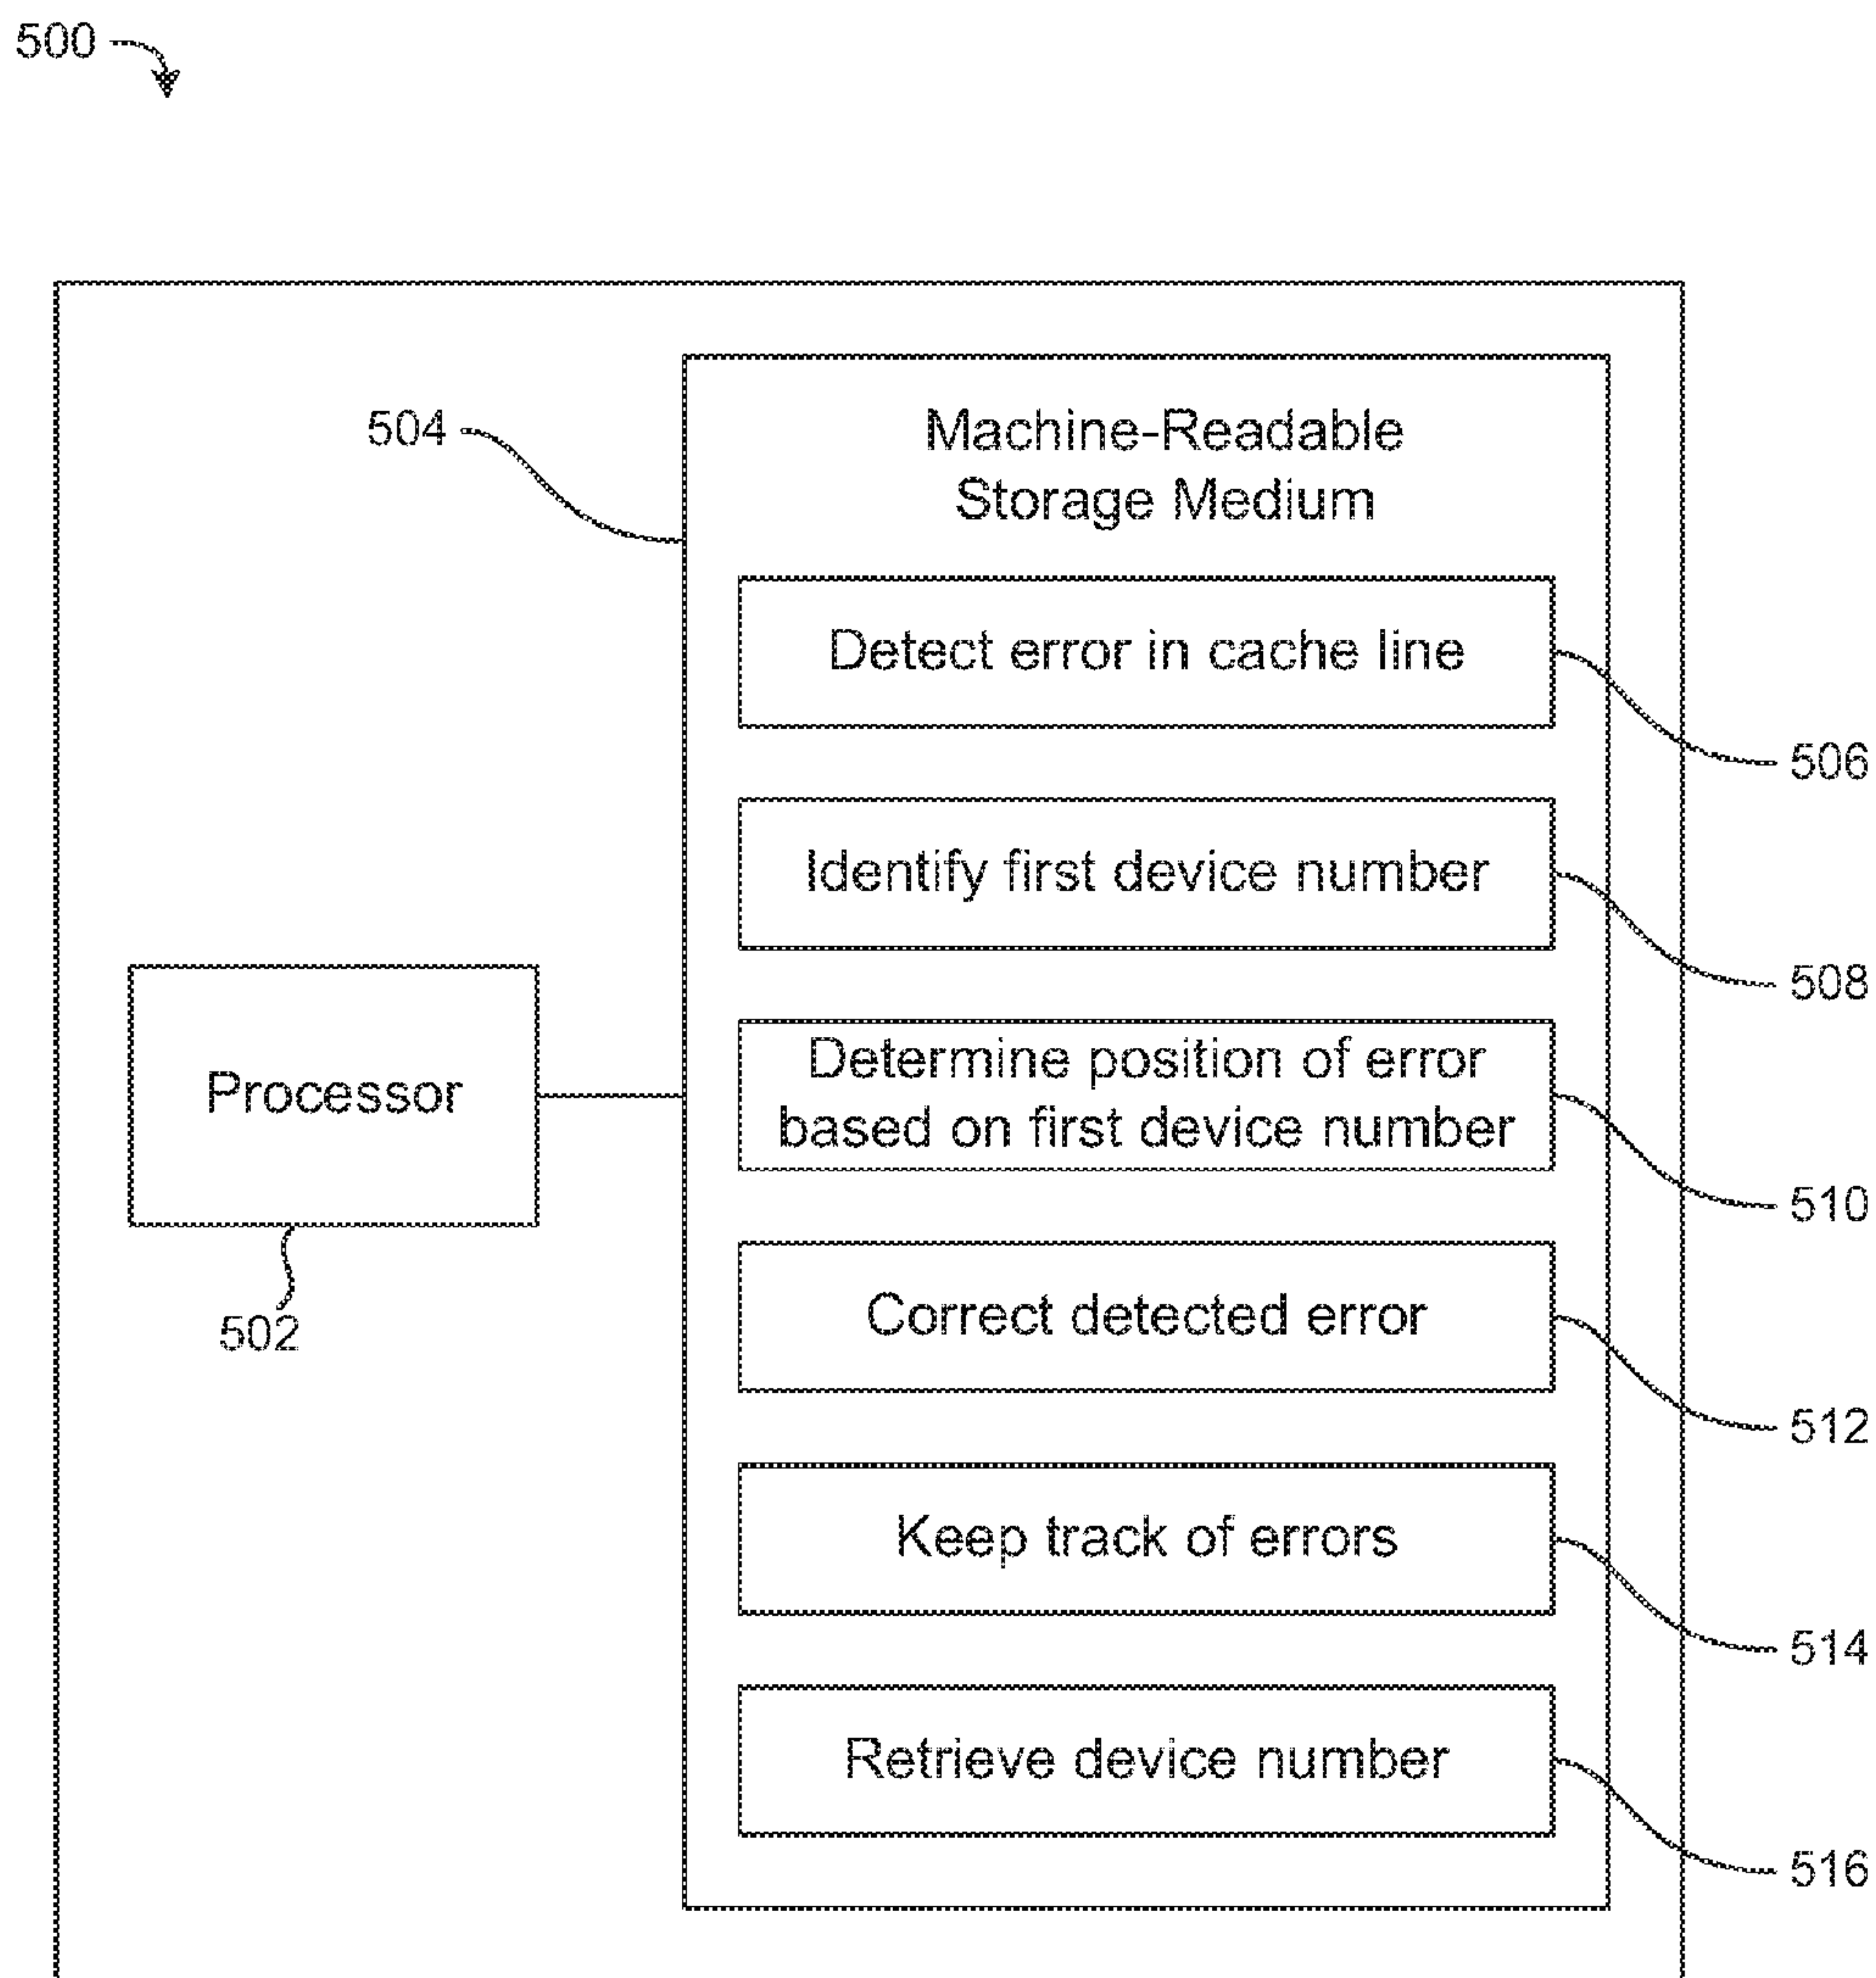 500
504
Machine-Readable
Storage Medium
Detect error in cache line
506
Identify first device number
508
Processor
502
Determine position of error
based on first device number
510
Correct detected error
512
Keep track of errors
514
Retrieve device number
516